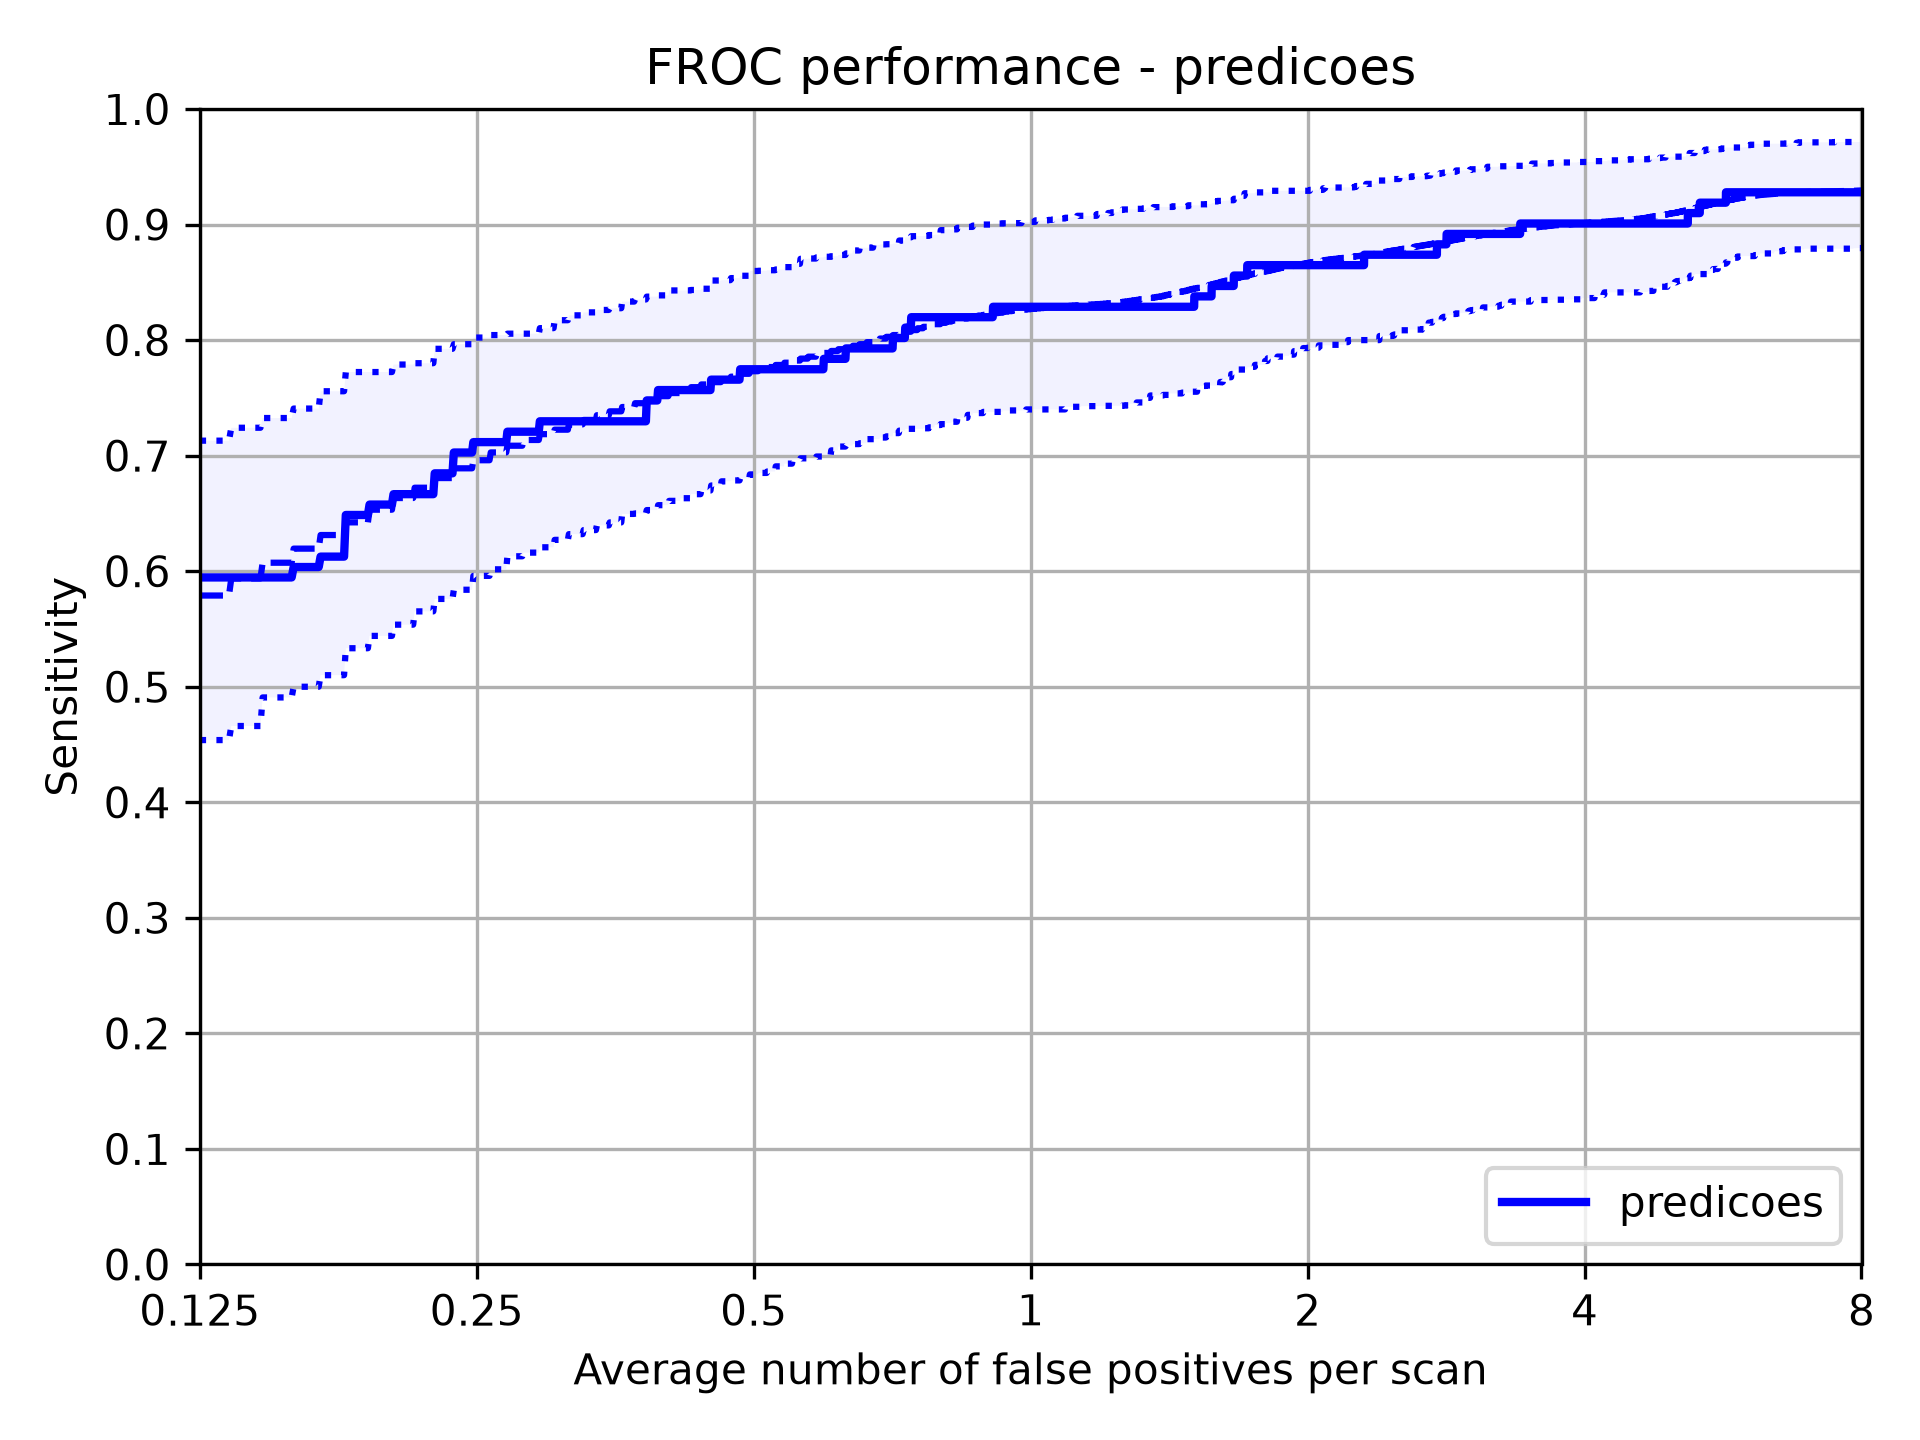 FROC performance - predicoes
1.0
0.9
0.8
0.7
0.6
0.5
0.4
0.3
0.2
0.1
0.0
Sensitivity
predicoes
0.125 0.25 0.5 1 2 4 8
Average number of false positives per scan